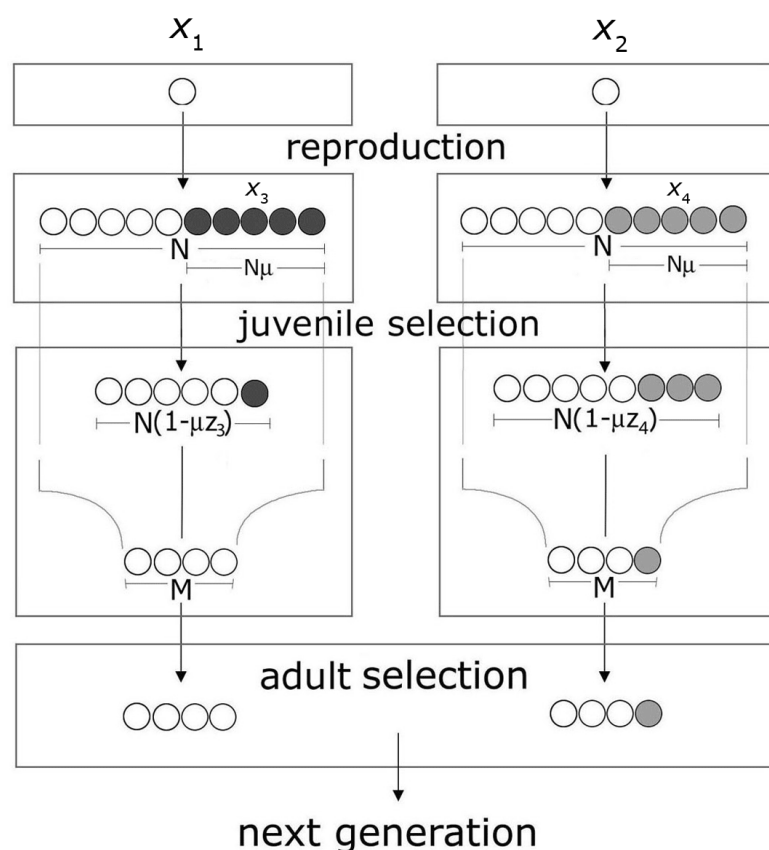 x₁ x₂
reproduction
x₃ x₄
N N
Nμ Nμ
juvenile selection
N(1-μz₃) N(1-μz₄)
M M
adult selection
next generation